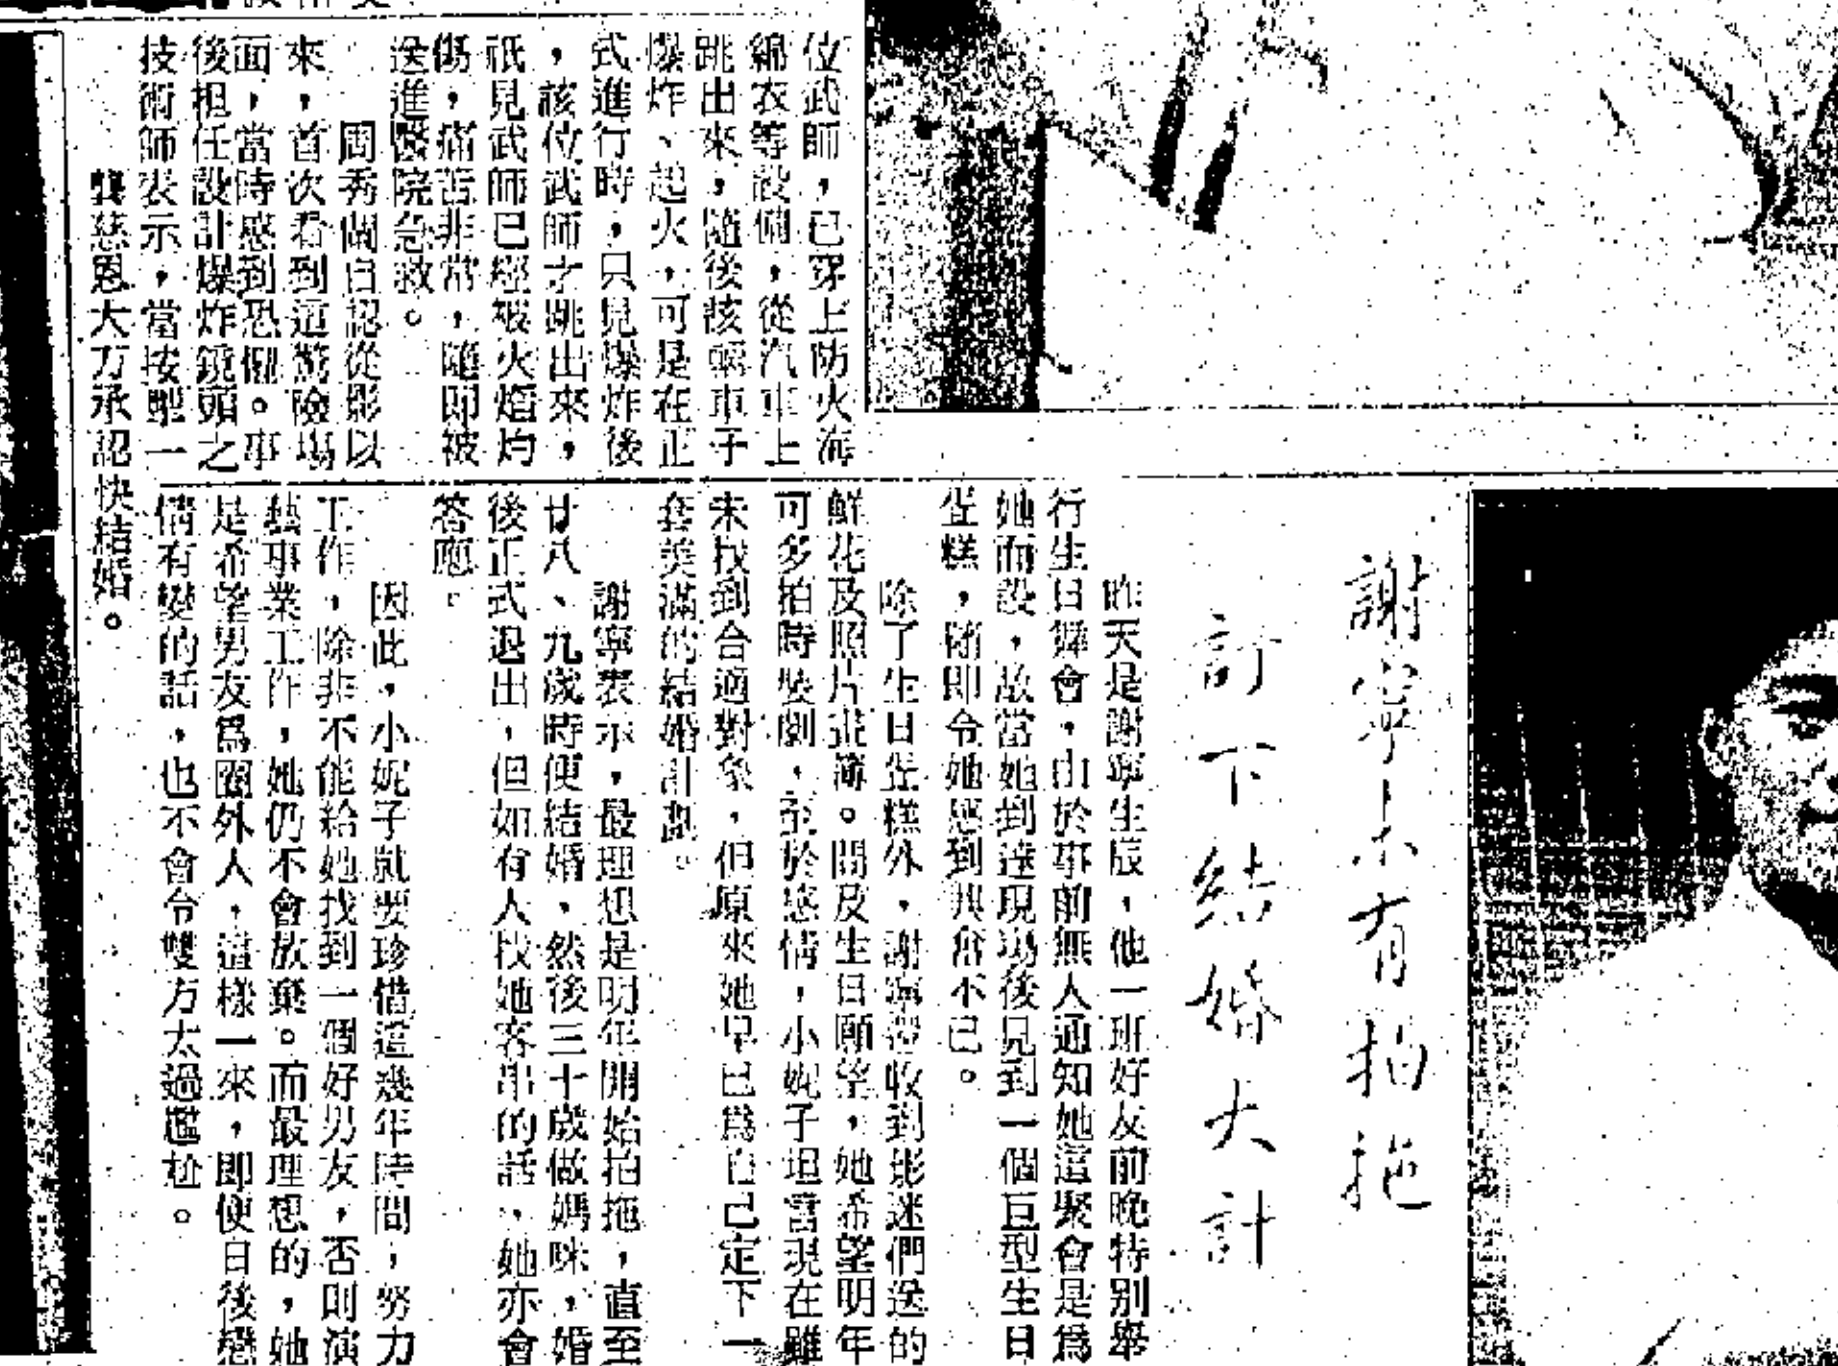 謝寧未有拍拖
訂下結婚大計
昨天是謝寧生辰，他一班好友前晚特別舉
行生日舞會，由於事前無人通知她這聚會是為
她而設，故當她到達現場後見到一個巨型生日
蛋糕，隨即令她感到興奮不已。
除了生日蛋糕外，謝寧還收到影迷們送的
鮮花及照片畫簿。問及生日願望，她希望明年
可多拍時裝劇，至於感情，小妮子坦言現在雖
未找到合適對象，但原來她早已為自己定下一
套美滿的結婚計劃。
謝寧表示，最理想是明年開始拍拖，直至
廿八、九歲時便結婚，然後三十歲做媽咪，婚
後正式退出，但如有人找她客串的話，她亦會
答應。
因此，小妮子就要珍惜這幾年時間，努力
工作，除非不能給她找到一個好男友，否則演
藝事業工作，她仍不會放棄。而最理想的，她
是希望男友爲圈外人，這樣一來，即使日後戀
情有變的話，也不會令雙方太過尷尬。
位武師，已穿上防火海
綿衣等設備，從汽車上
跳出來，隨後該輛車子
爆炸、起火，可是在正
式進行時，只見爆炸後
，該位武師才跳出來，
祇見武師已經被火焰灼
傷，痛苦非常，隨即被
送進醫院急救。
周秀蘭自認從影以
來，首次看到這驚險場
面，當時感到恐懼。事
後担任設計爆炸鏡頭之
技術師表示，當按掣一
龔慈恩大方承認快結婚。